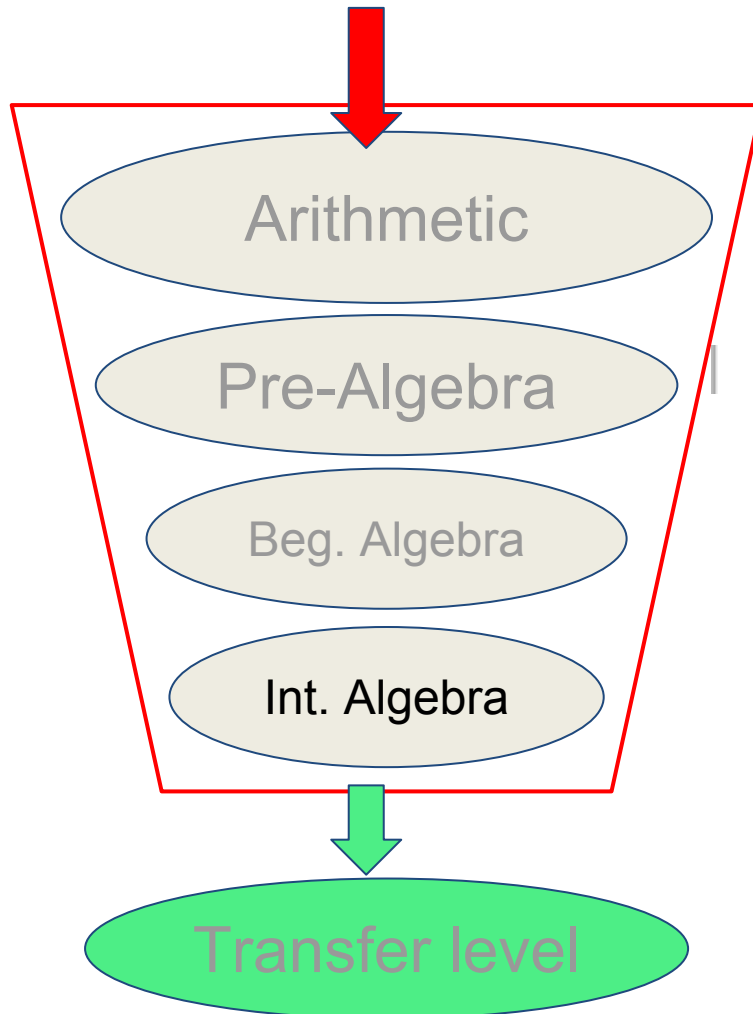 Arithmetic
Pre-Algebra
Beg. Algebra
Int. Algebra
Transfer level